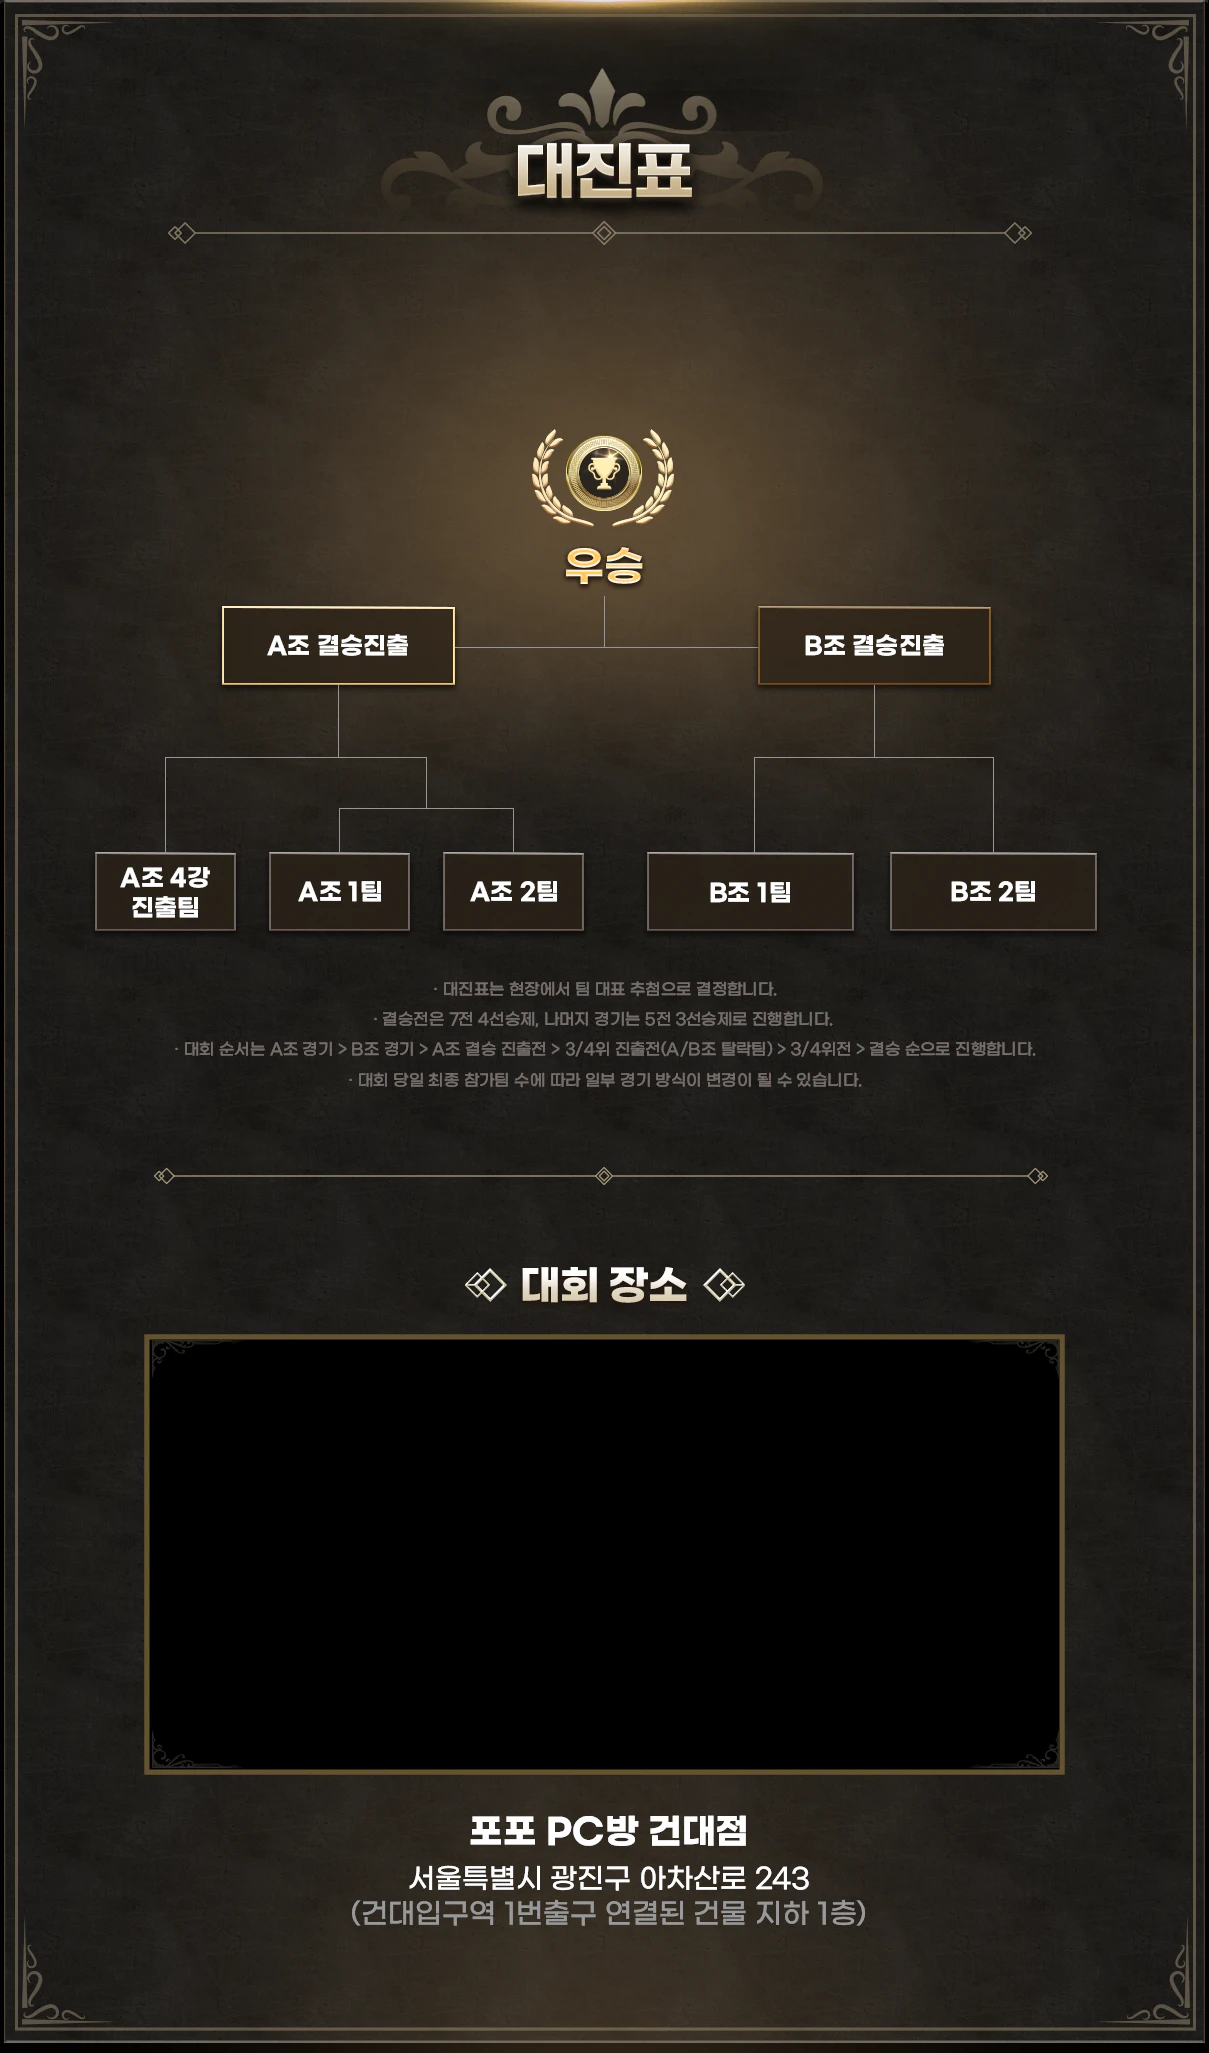 대진표
우승
A조 결승진출
B조 결승진출
A조 4강
진출팀
A조 1팀
A조 2팀
B조 1팀
B조 2팀
· 대진표는 현장에서 팀 대표 추첨으로 결정합니다.
· 결승전은 7전 4선승제, 나머지 경기는 5전 3선승제로 진행합니다.
· 대회 순서는 A조 경기 > B조 경기 > A조 결승 진출전 > 3/4위 진출전(A/B조 탈락팀) > 3/4위전 > 결승 순으로 진행합니다.
· 대회 당일 최종 참가팀 수에 따라 일부 경기 방식이 변경이 될 수 있습니다.
대회 장소
포포 PC방 건대점
서울특별시 광진구 아차산로 243
(건대입구역 1번출구 연결된 건물 지하 1층)